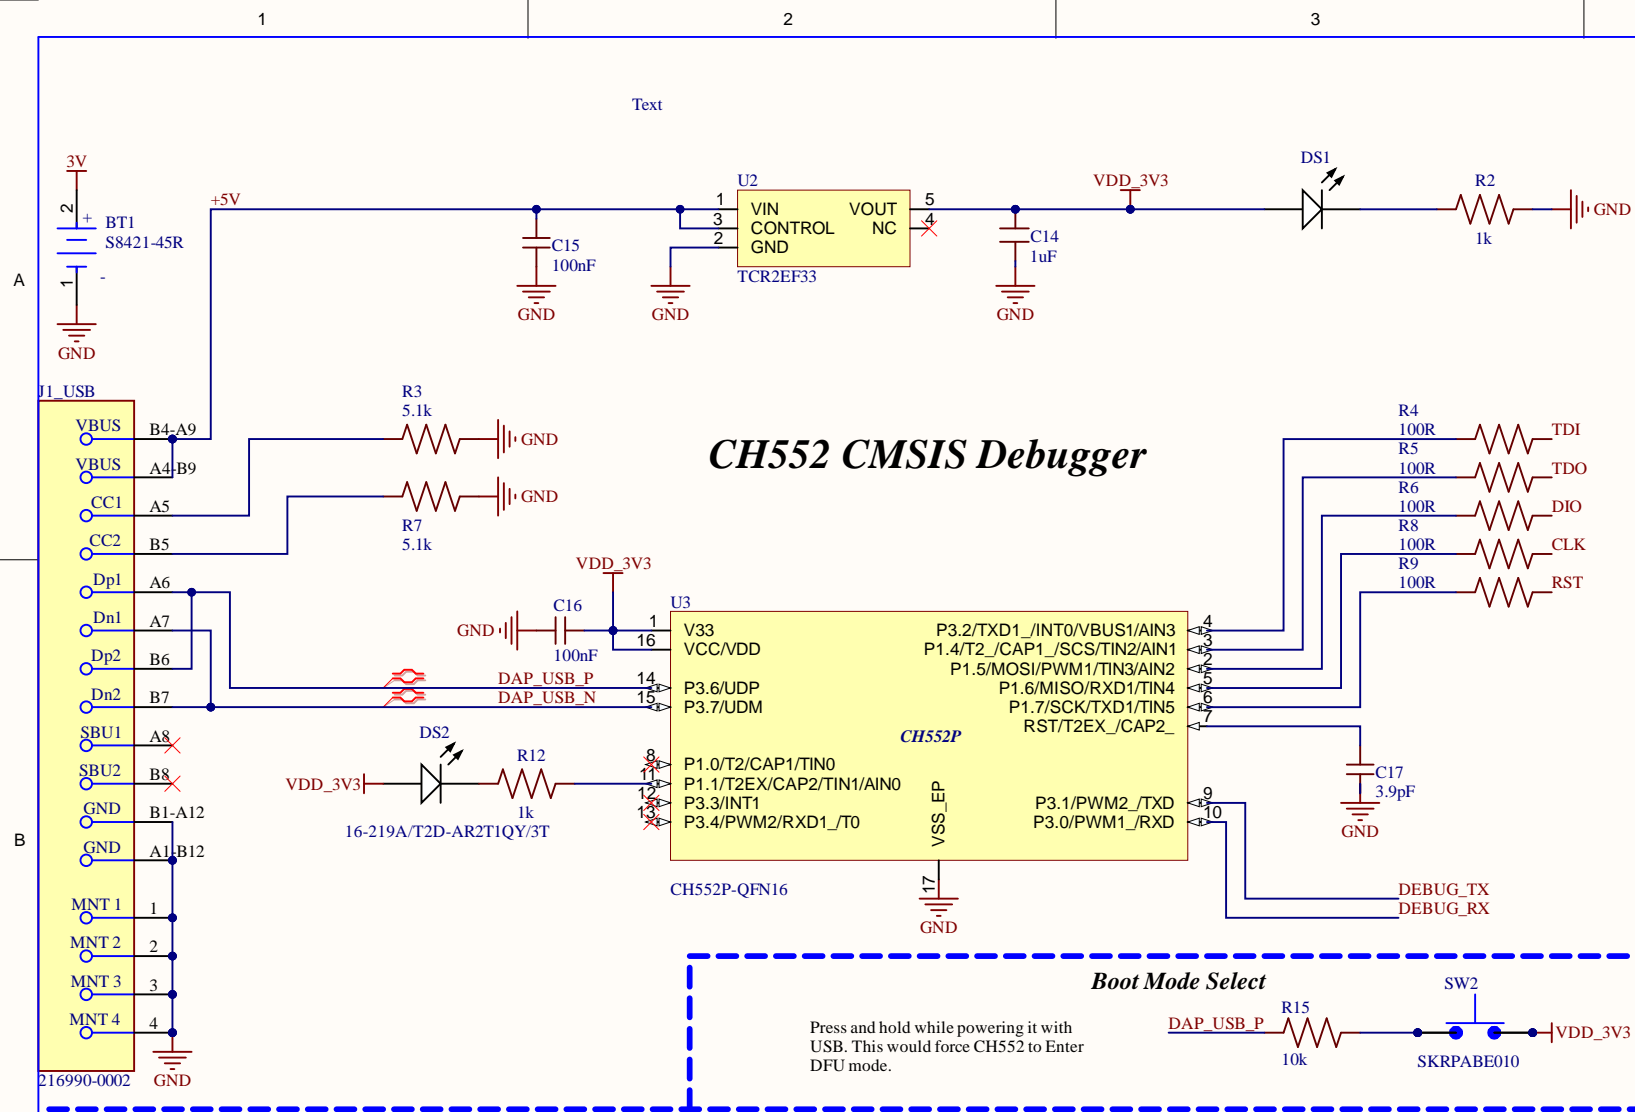 1
2
3
A
B
Text
3V
2
+
BT1
S8421-45R
1
-
GND
+5V
C15
100nF
GND
U2
1
VIN
VOUT
5
3
CONTROL
NC
4
2
GND
TCR2EF33
GND
C14
1uF
GND
VDD_3V3
DS1
R2
1k
GND
J1_USB
VBUS
B4-A9
VBUS
A4-B9
CC1
A5
CC2
B5
Dp1
A6
Dn1
A7
Dp2
B6
Dn2
B7
SBU1
A8
SBU2
B8
GND
B1-A12
GND
A1-B12
MNT 1
1
MNT 2
2
MNT 3
3
MNT 4
4
216990-0002
GND
R3
5.1k
GND
R7
5.1k
GND
CH552 CMSIS Debugger
R4
100R
TDI
R5
100R
TDO
R6
100R
DIO
R8
100R
CLK
R9
100R
RST
VDD_3V3
C16
100nF
GND
DAP_USB_P
DAP_USB_N
DS2
R12
VDD_3V3
1k
16-219A/T2D-AR2T1QY/3T
U3
1
V33
16
VCC/VDD
14
P3.6/UDP
15
P3.7/UDM
8
P1.0/T2/CAP1/TIN0
11
P1.1/T2EX/CAP2/TIN1/AIN0
12
P3.3/INT1
13
P3.4/PWM2/RXD1_/T0
P3.2/TXD1_/INT0/VBUS1/AIN3
4
P1.4/T2_/CAP1_/SCS/TIN2/AIN1
3
P1.5/MOSI/PWM1/TIN3/AIN2
2
P1.6/MISO/RXD1/TIN4
5
P1.7/SCK/TXD1/TIN5
6
RST/T2EX_/CAP2_
7
CH552P
P3.1/PWM2_/TXD
9
P3.0/PWM1_/RXD
10
VSS_EP
17
GND
CH552P-QFN16
C17
3.9pF
GND
DEBUG_TX
DEBUG_RX
Boot Mode Select
Press and hold while powering it with
USB. This would force CH552 to Enter
DFU mode.
DAP_USB_P
R15
10k
SW2
SKRPABE010
VDD_3V3